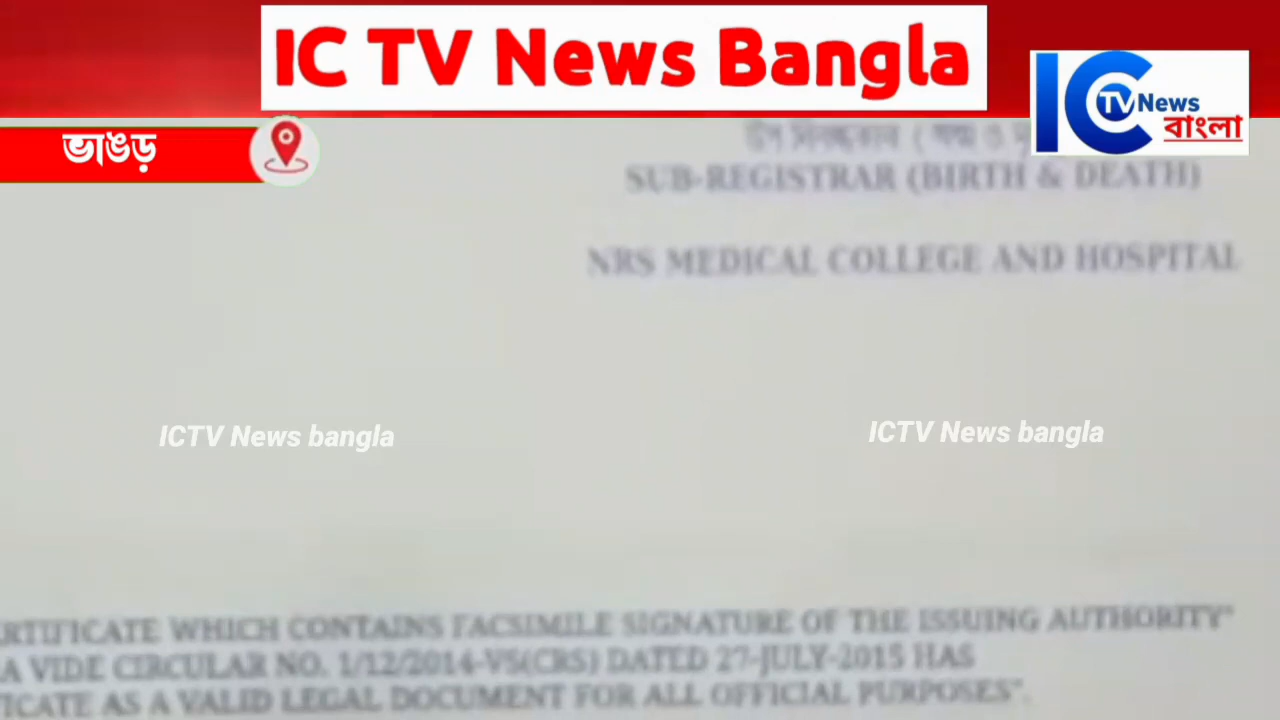 IC TV News Bangla
IC TV News
বাংলা
ভাঙড়
SUB-REGISTRAR (BIRTH & DEATH)
NRS MEDICAL COLLEGE AND HOSPITAL
ICTV News bangla
ICTV News bangla
WHICH CONTAINS FACSIMILE SIGNATURE OF THE ISSUING AUTHORITY"
A VIDE CIRCULAR NO. 1/12/2014-VS(CRS) DATED 27-JULY-2015 HAS
AS A VALID LEGAL DOCUMENT FOR ALL OFFICIAL PURPOSES".